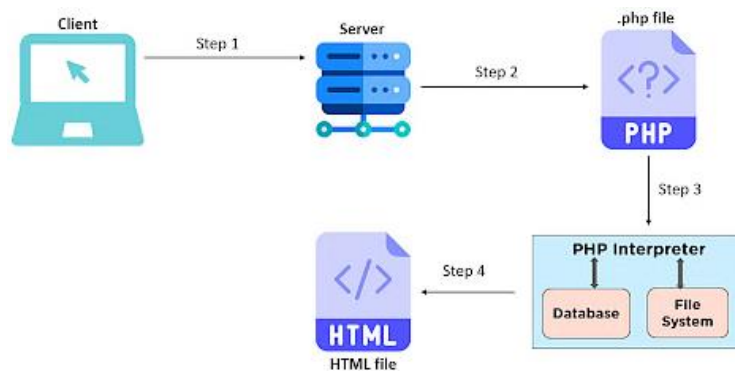 Client
Step 1
Server
Step 2
.php file
<?>
PHP
Step 3
PHP Interpreter
Database
File
System
Step 4
</>
HTML
HTML file